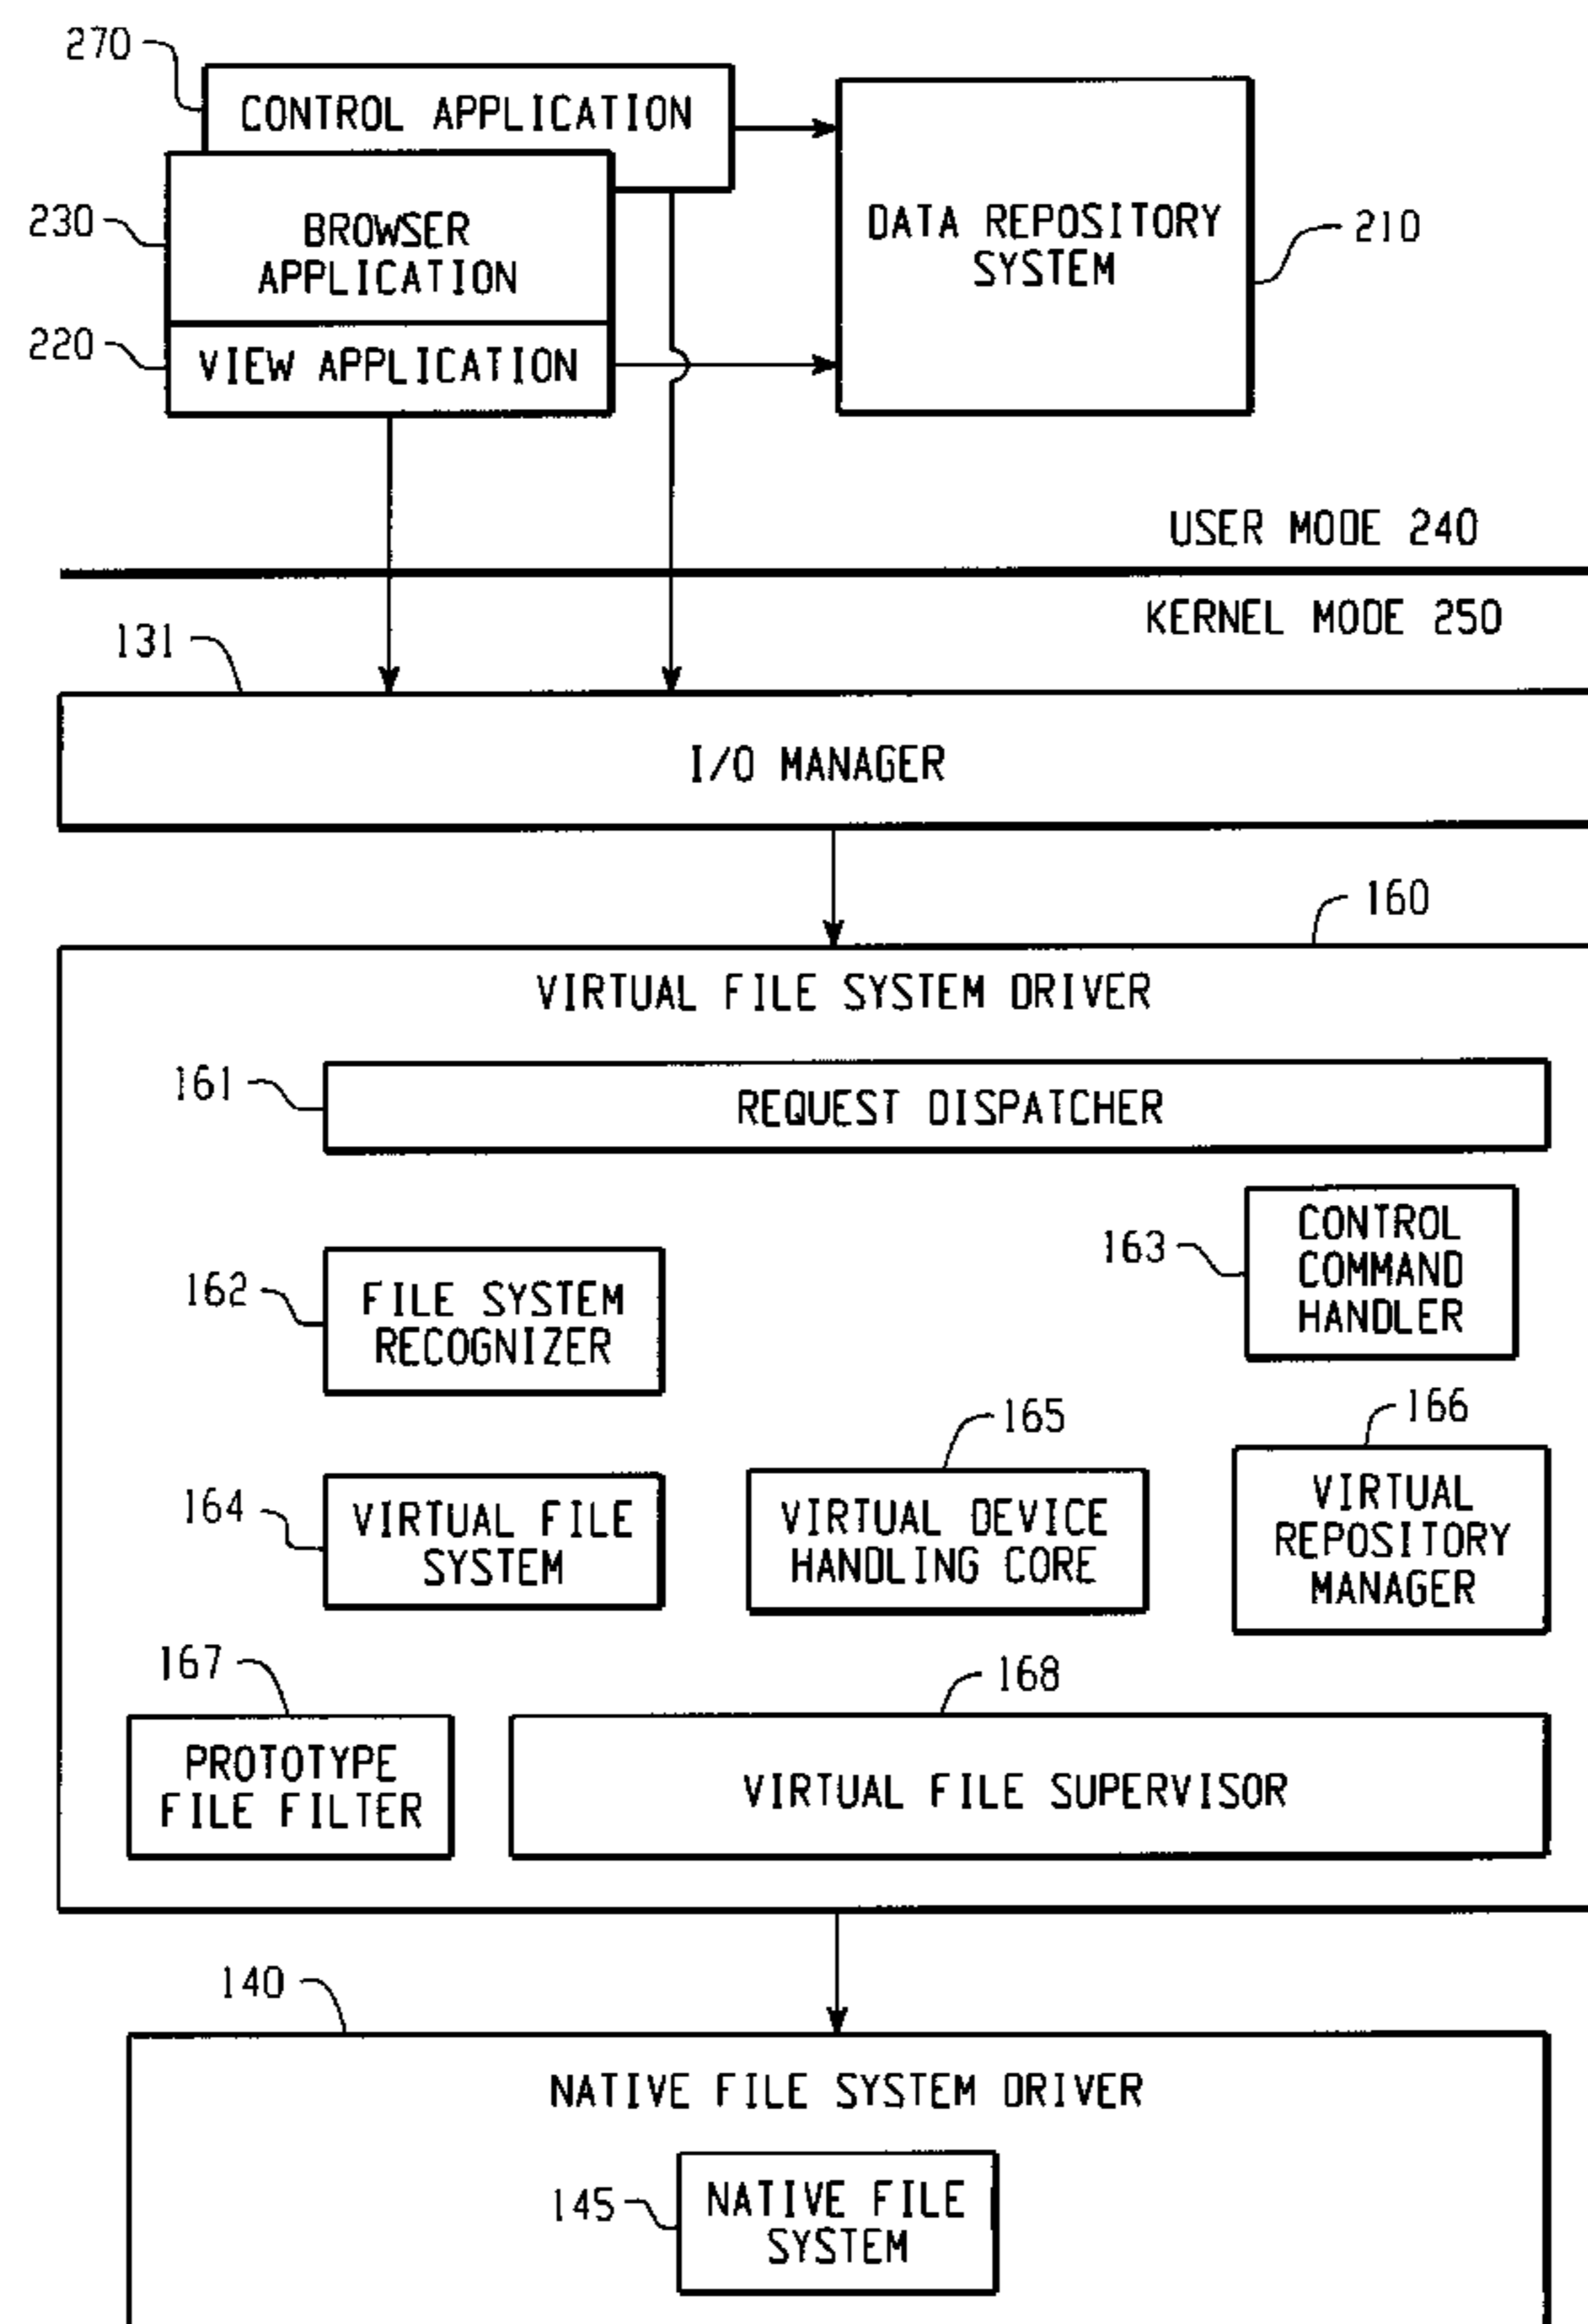 270
CONTROL APPLICATION
230
BROWSER
APPLICATION
220
VIEW APPLICATION
DATA REPOSITORY
SYSTEM
210
USER MODE 240
KERNEL MODE 250
131
I/O MANAGER
160
VIRTUAL FILE SYSTEM DRIVER
161
REQUEST DISPATCHER
162
FILE SYSTEM
RECOGNIZER
163
CONTROL
COMMAND
HANDLER
164
VIRTUAL FILE
SYSTEM
165
VIRTUAL DEVICE
HANDLING CORE
166
VIRTUAL
REPOSITORY
MANAGER
167
PROTOTYPE
FILE FILTER
168
VIRTUAL FILE SUPERVISOR
140
NATIVE FILE SYSTEM DRIVER
145
NATIVE FILE
SYSTEM